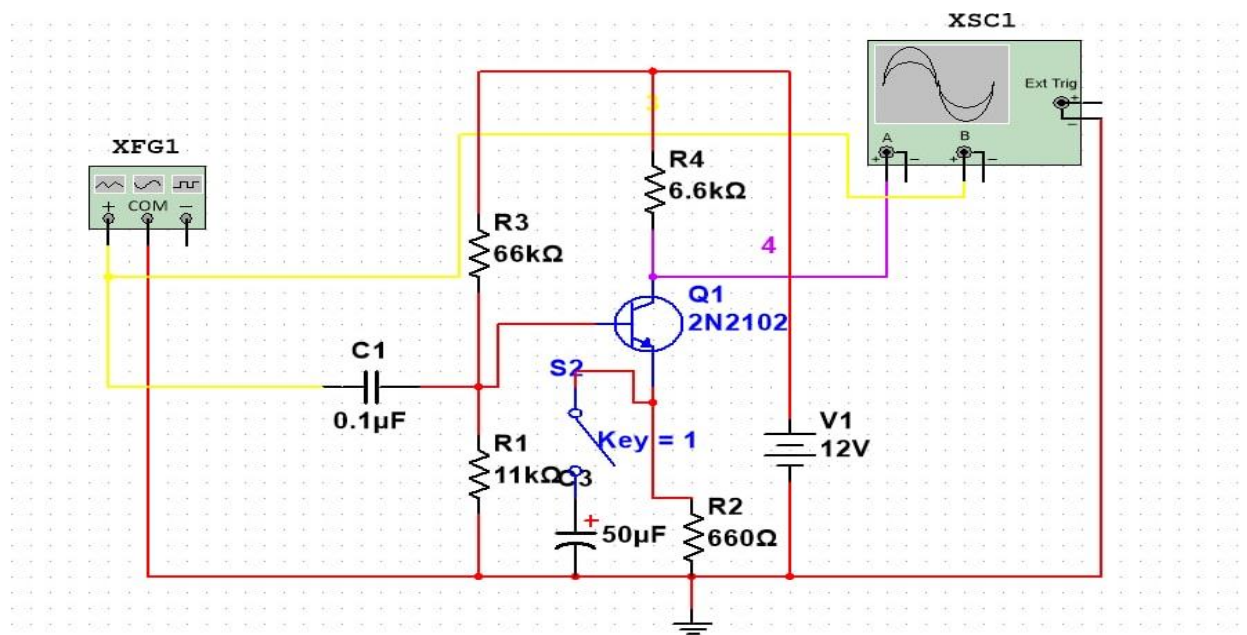 XSC1
Ext Trig
+
−
A
B
+ − + −
3
XFG1
+ COM −
R4
6.6kΩ
R3
66kΩ
4
Q1
2N2102
C1
0.1µF
S2
Key = 1
V1
12V
R1
11kΩ
C3
+
50µF
R2
660Ω